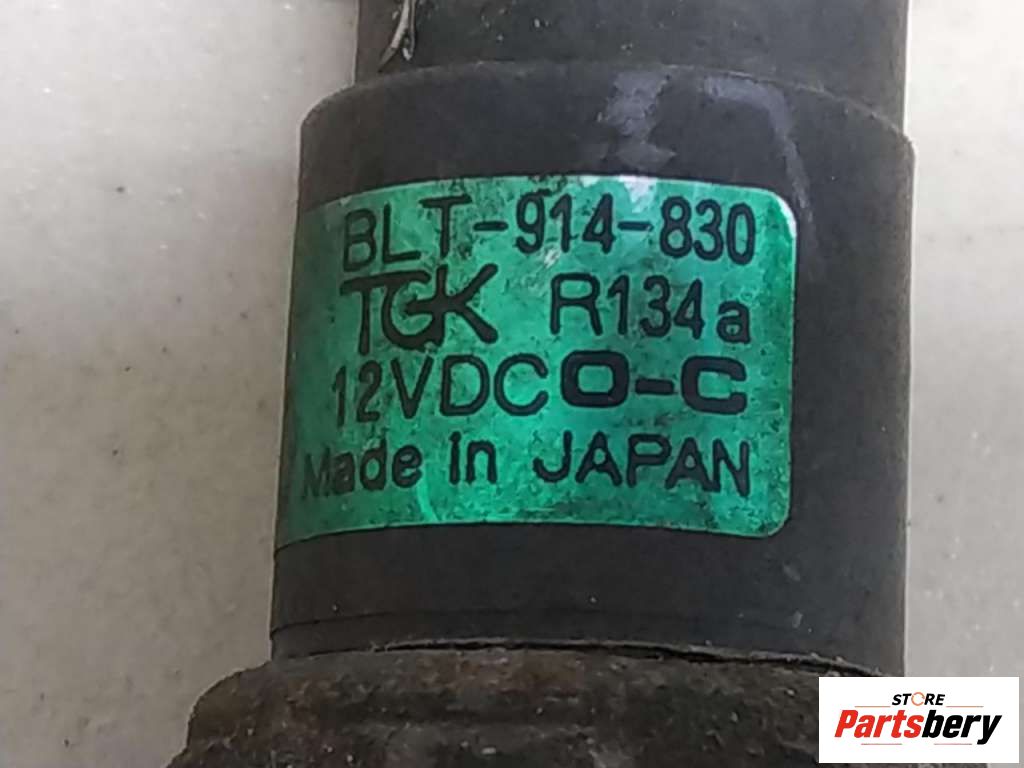 BLT-914-830
TGK R134a
12VDC O-C
Made in JAPAN
STORE
Partsbery